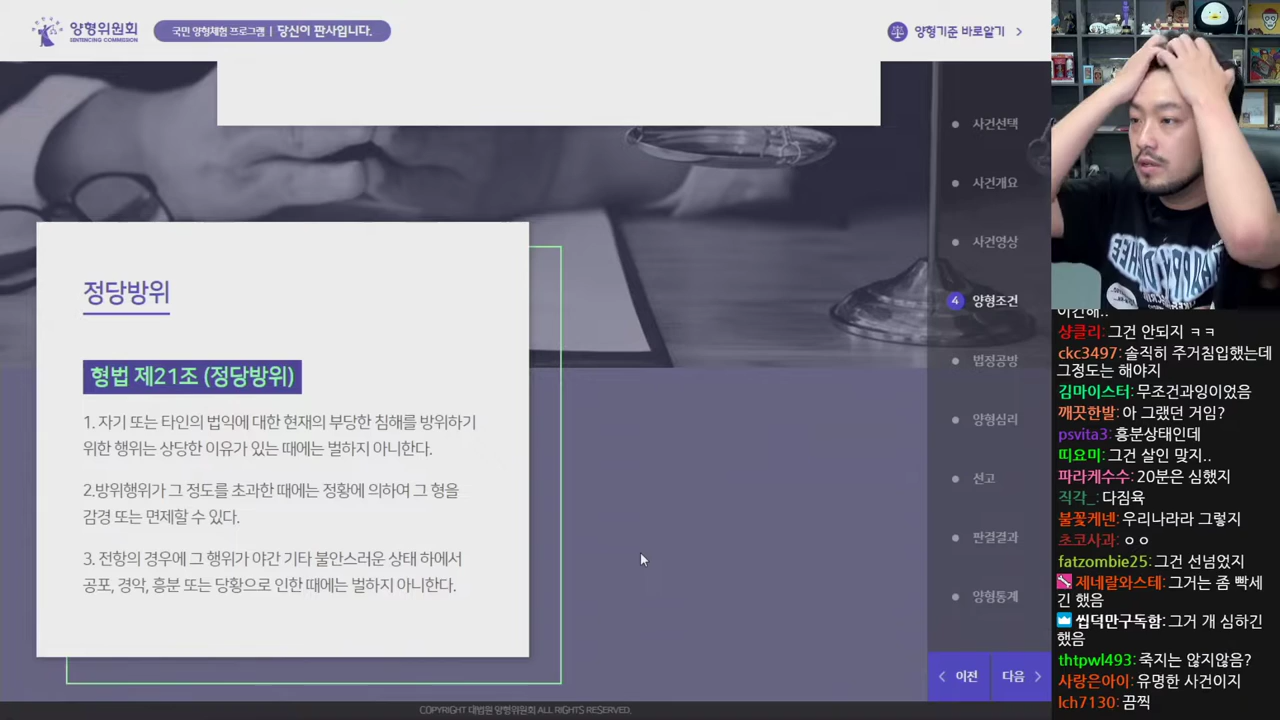 양형위원회
SENTENCING COMMISSION
국민 양형체험 프로그램 | 당신이 판사입니다.
양형기준 바로알기
사건선택
사건개요
사건영상
4 양형조건
법정공방
양형심리
선고
판결결과
양형통계
이전
다음
정당방위
형법 제21조 (정당방위)
1. 자기 또는 타인의 법익에 대한 현재의 부당한 침해를 방위하기
위한 행위는 상당한 이유가 있는 때에는 벌하지 아니한다.
2.방위행위가 그 정도를 초과한 때에는 정황에 의하여 그 형을
감경 또는 면제할 수 있다.
3. 전항의 경우에 그 행위가 야간 기타 불안스러운 상태 하에서
공포, 경악, 흥분 또는 당황으로 인한 때에는 벌하지 아니한다.
COPYRIGHT 대법원 양형위원회 ALL RIGHTS RESERVED.
샹클리: 그건 안되지 ㅋㅋ
ckc3497: 솔직히 주거침입했는데
그정도는 해야지
김마이스터: 무조건과잉이었음
깨끗한발: 아 그랬던 거임?
psvita3: 흥분상태인데
띠요미: 그건 살인 맞지..
파라케수수: 20분은 심했지
직각_: 다짐육
불꽃케넨: 우리나라라 그렇지
초코사과: ㅇㅇ
fatzombie25: 그건 선넘었지
제네랄와스테: 그거는 좀 빡세
긴 했음
씹덕만구독함: 그거 개 심하긴
했음
thtpwl493: 죽지는 않지않음?
사랑은아이: 유명한 사건이지
lch7130: 끔찍